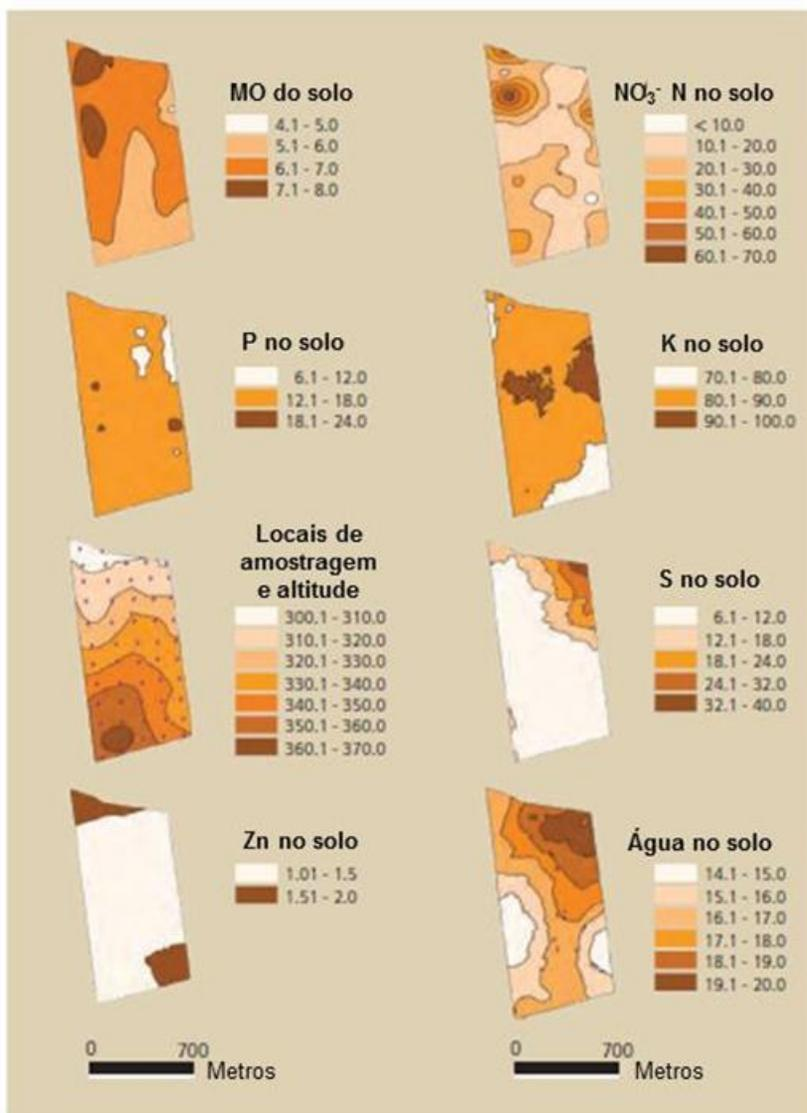 MO do solo
4.1 - 5.0
5.1 - 6.0
6.1 - 7.0
7.1 - 8.0
NO₃⁻ N no solo
< 10.0
10.1 - 20.0
20.1 - 30.0
30.1 - 40.0
40.1 - 50.0
50.1 - 60.0
60.1 - 70.0
P no solo
6.1 - 12.0
12.1 - 18.0
18.1 - 24.0
K no solo
70.1 - 80.0
80.1 - 90.0
90.1 - 100.0
Locais de
amostragem
e altitude
300.1 - 310.0
310.1 - 320.0
320.1 - 330.0
330.1 - 340.0
340.1 - 350.0
350.1 - 360.0
360.1 - 370.0
S no solo
6.1 - 12.0
12.1 - 18.0
18.1 - 24.0
24.1 - 32.0
32.1 - 40.0
Zn no solo
1.01 - 1.5
1.51 - 2.0
Água no solo
14.1 - 15.0
15.1 - 16.0
16.1 - 17.0
17.1 - 18.0
18.1 - 19.0
19.1 - 20.0
0 700
Metros
0 700
Metros